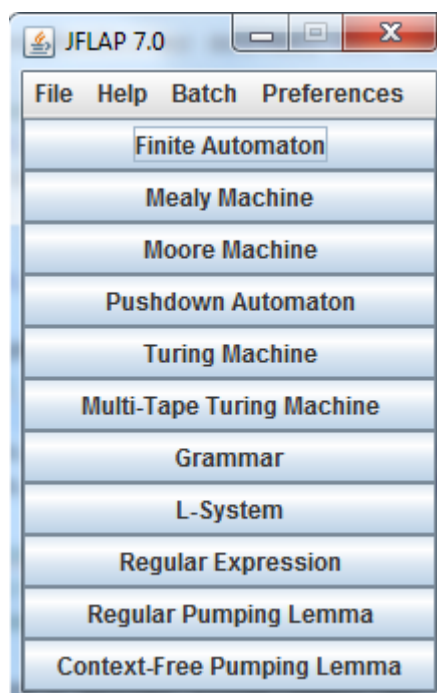 JFLAP 7.0
File Help Batch Preferences
Finite Automaton
Mealy Machine
Moore Machine
Pushdown Automaton
Turing Machine
Multi-Tape Turing Machine
Grammar
L-System
Regular Expression
Regular Pumping Lemma
Context-Free Pumping Lemma